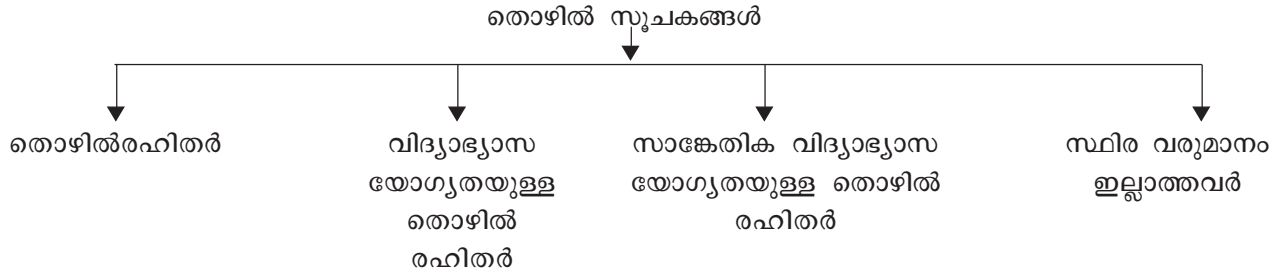 തൊഴിൽ സൂചകങ്ങൾ
തൊഴിൽരഹിതർ
വിദ്യാഭ്യാസ
യോഗ്യതയുള്ള
തൊഴിൽ
രഹിതർ
സാങ്കേതിക വിദ്യാഭ്യാസ
യോഗ്യതയുള്ള തൊഴിൽ
രഹിതർ
സ്ഥിര വരുമാനം
ഇല്ലാത്തവർ